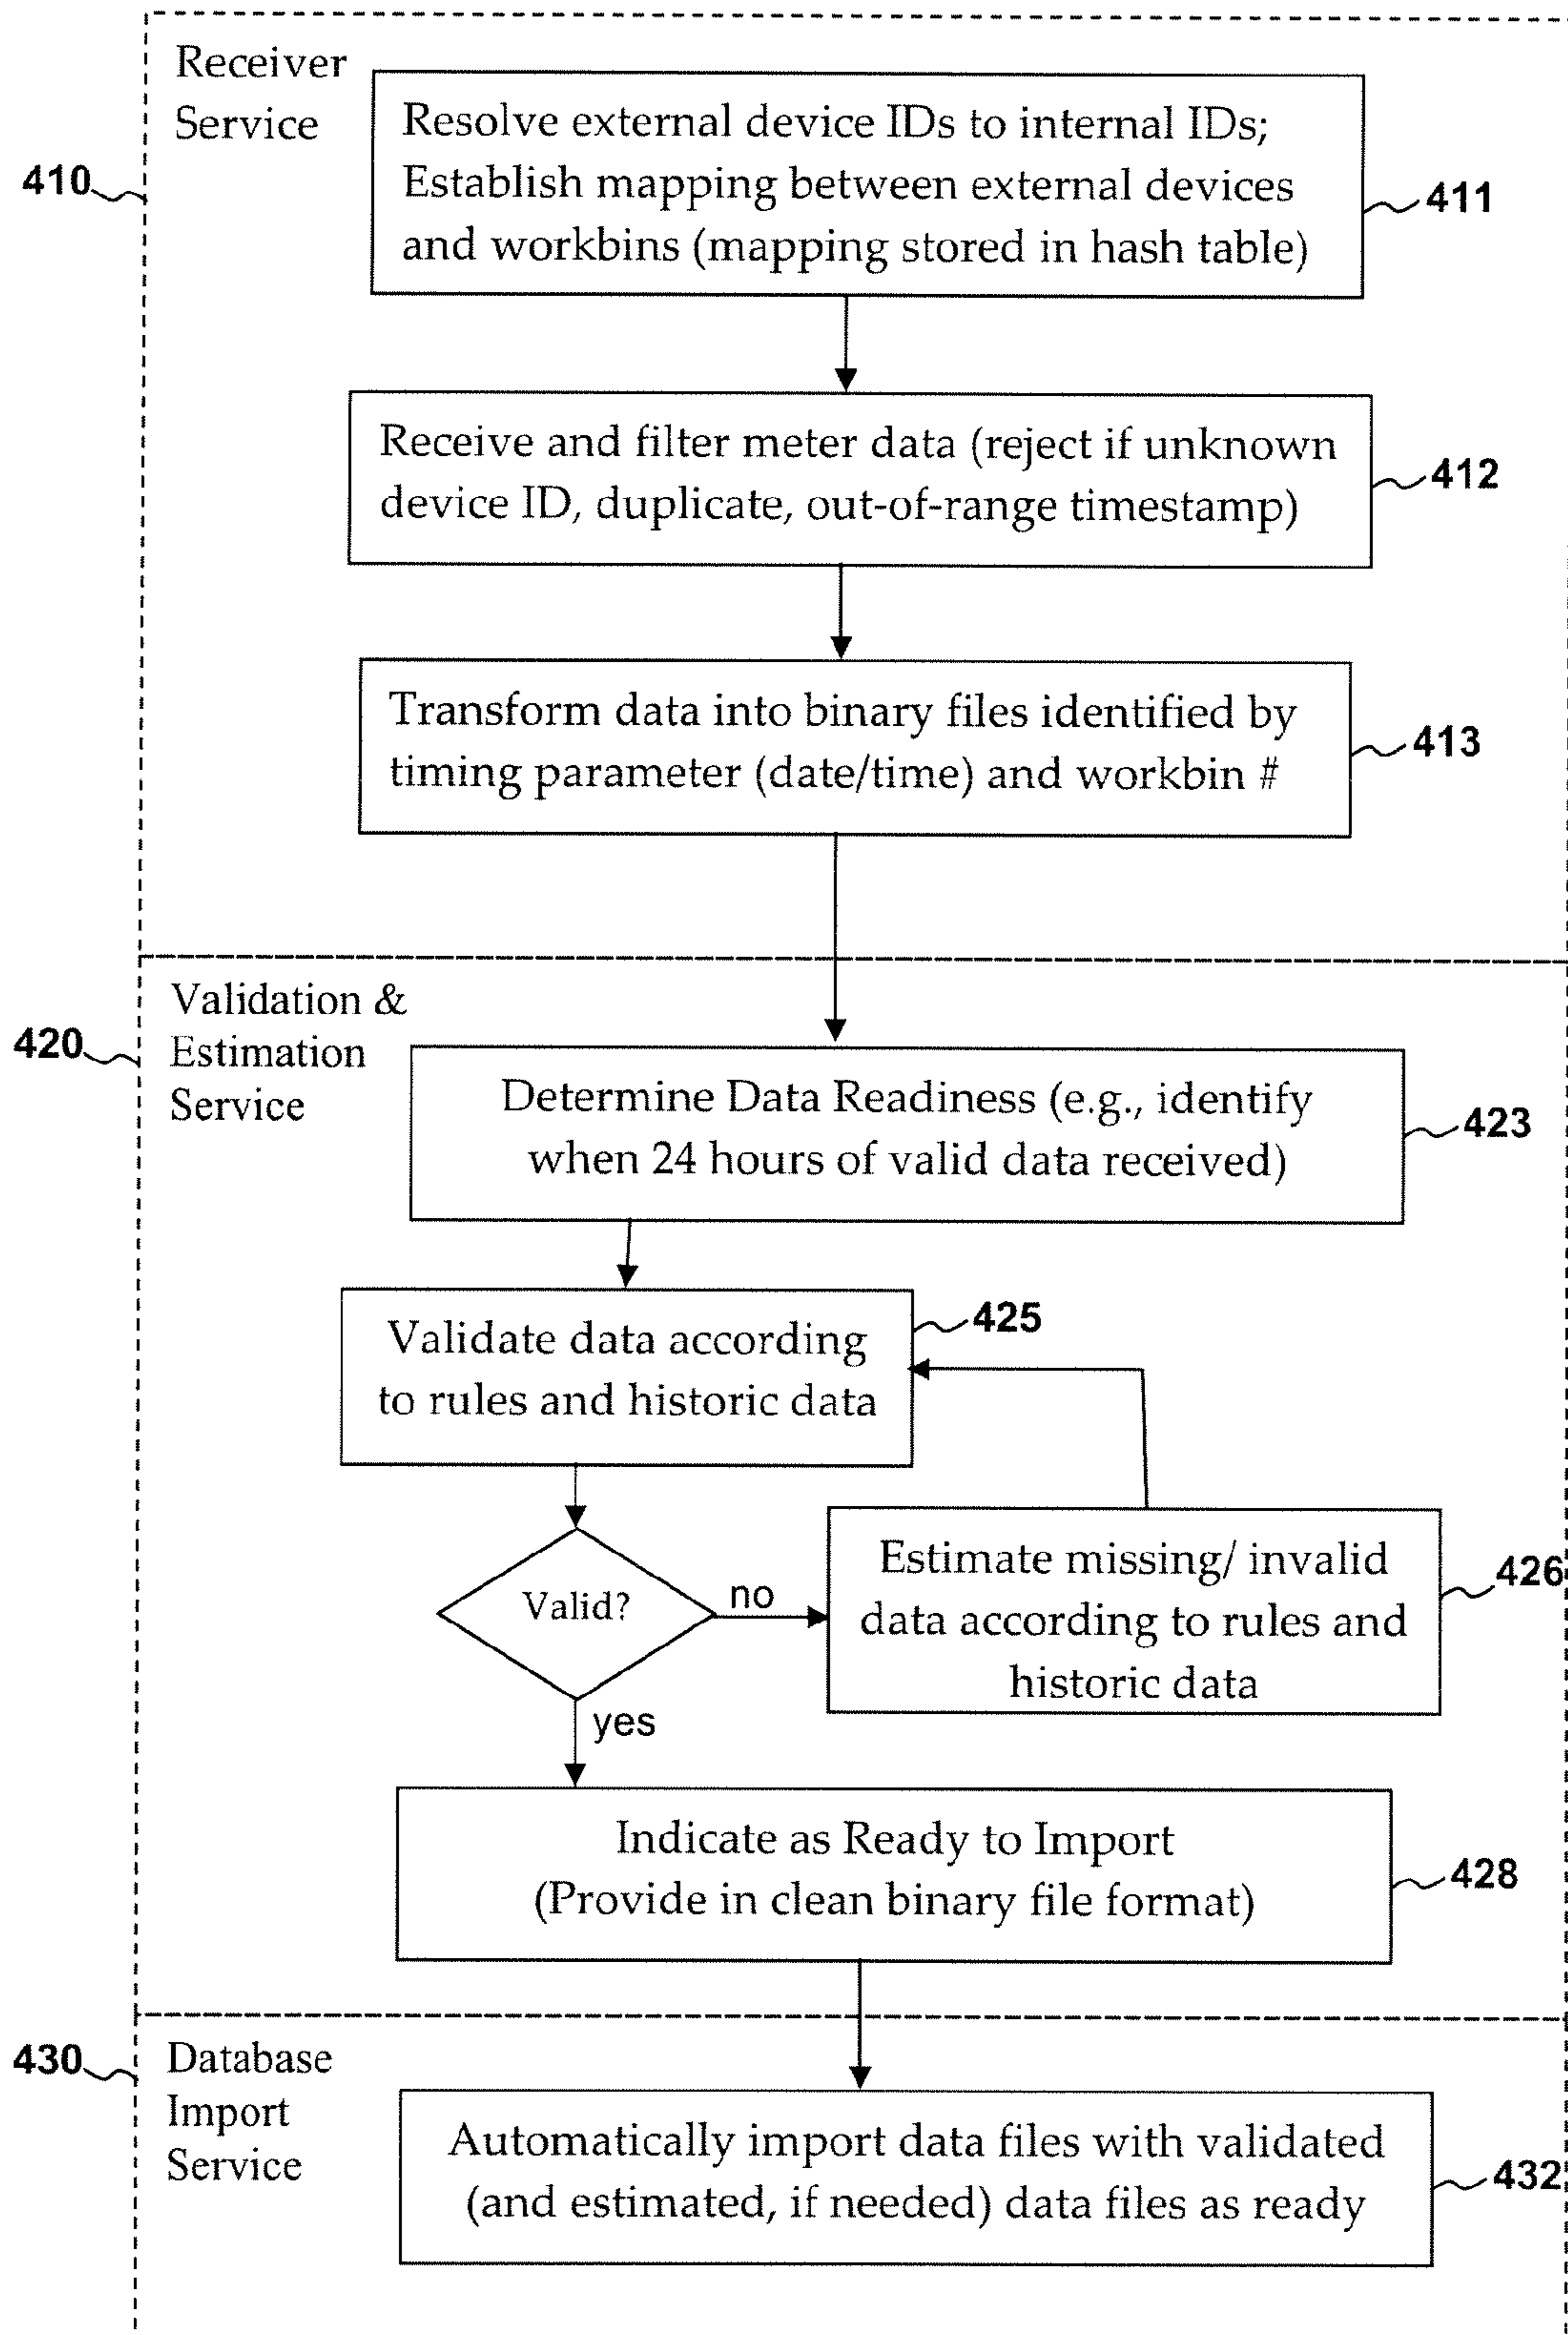 Receiver
Service
410
Resolve external device IDs to internal IDs;
Establish mapping between external devices
and workbins (mapping stored in hash table)
411
Receive and filter meter data (reject if unknown
device ID, duplicate, out-of-range timestamp)
412
Transform data into binary files identified by
timing parameter (date/time) and workbin #
413
Validation &
Estimation
Service
420
Determine Data Readiness (e.g., identify
when 24 hours of valid data received)
423
Validate data according
to rules and historic data
425
Valid?
no
Estimate missing/ invalid
data according to rules and
historic data
426
yes
Indicate as Ready to Import
(Provide in clean binary file format)
428
Database
Import
Service
430
Automatically import data files with validated
(and estimated, if needed) data files as ready
432